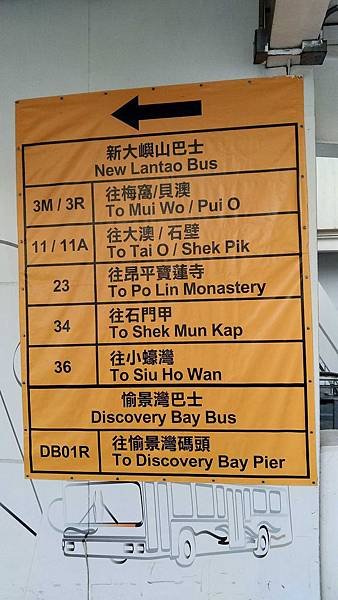 新大嶼山巴士
New Lantao Bus
3M / 3R
往梅窩/貝澳
To Mui Wo / Pui O
11 / 11A
往大澳 / 石壁
To Tai O / Shek Pik
23
往昂平寶蓮寺
To Po Lin Monastery
34
往石門甲
To Shek Mun Kap
36
往小蠔灣
To Siu Ho Wan
愉景灣巴士
Discovery Bay Bus
DB01R
往愉景灣碼頭
To Discovery Bay Pier